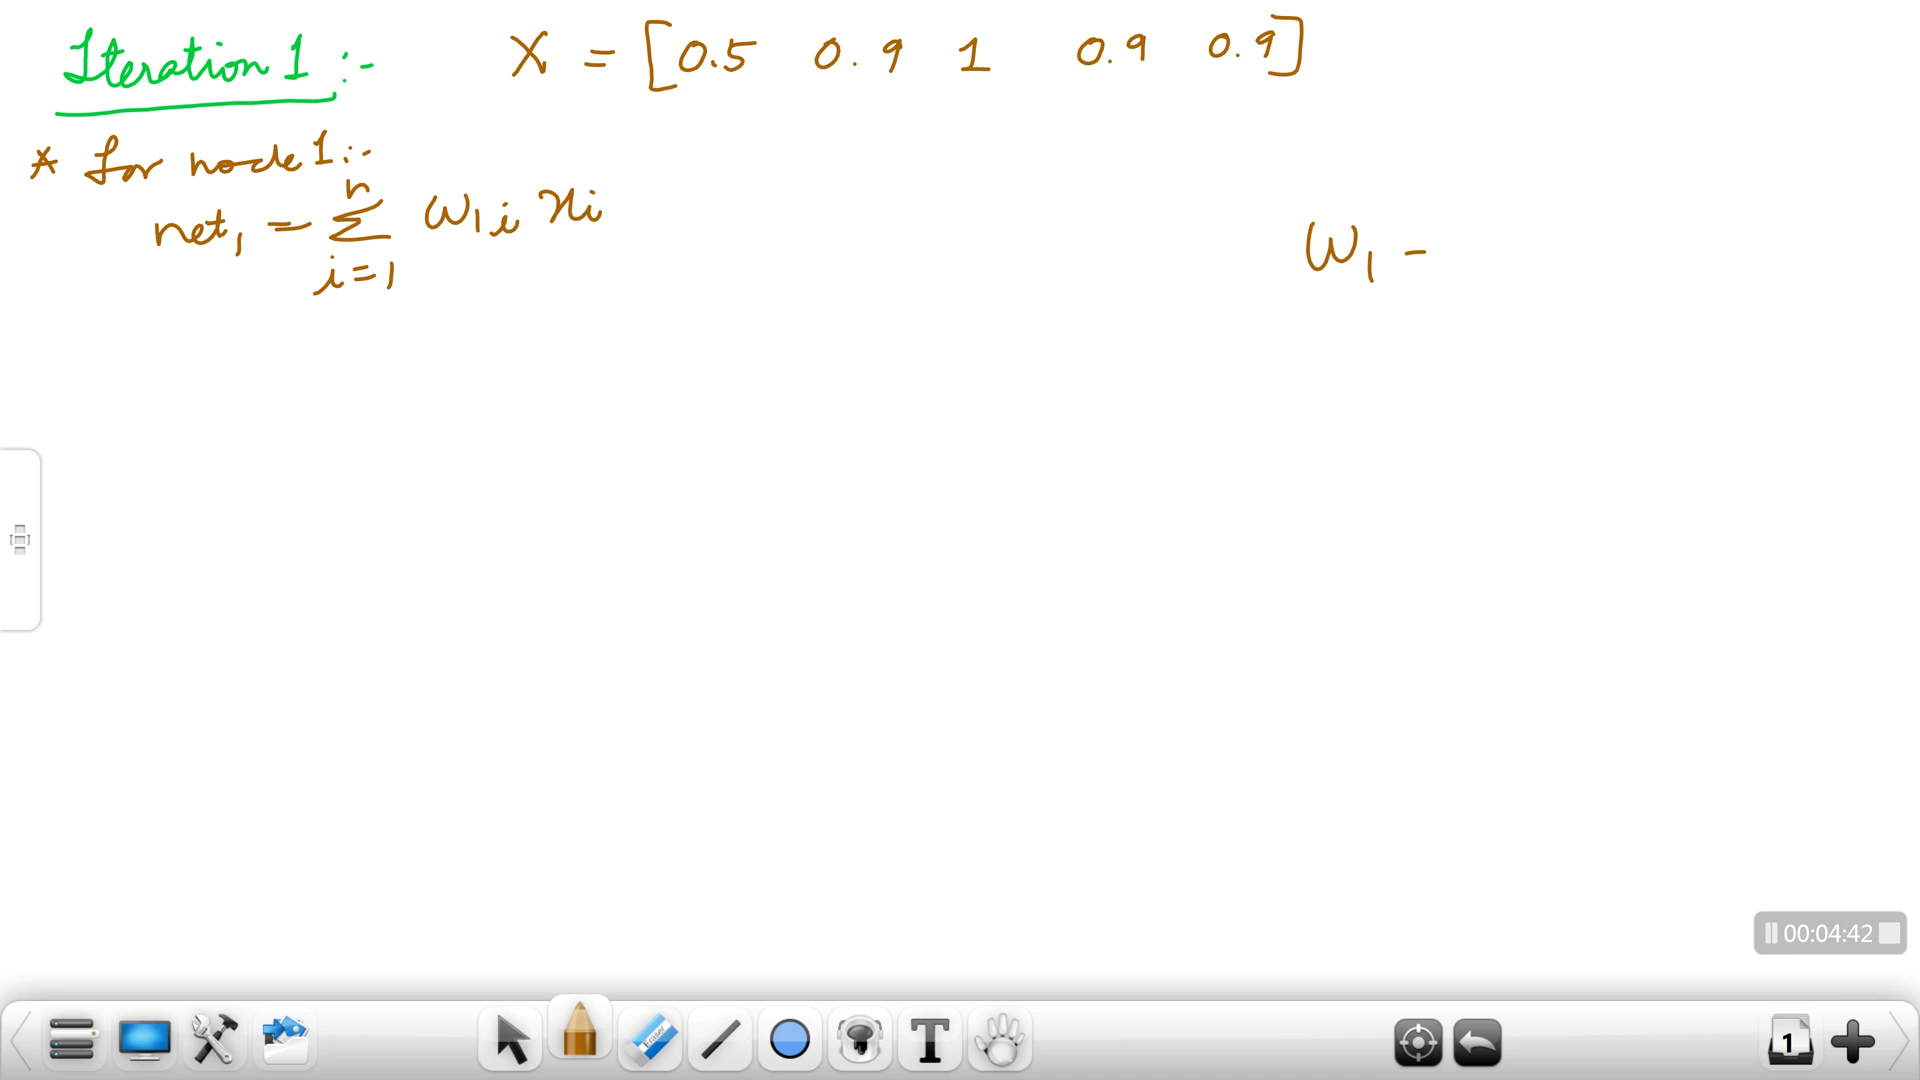 Iteration 1 :-
X = [0.5 0.9 1 0.9 0.9]
* for node 1 :-
net₁ = Σ w₁ᵢ xᵢ
n
i=1
W₁ -
00:04:42
Eraser
T
1